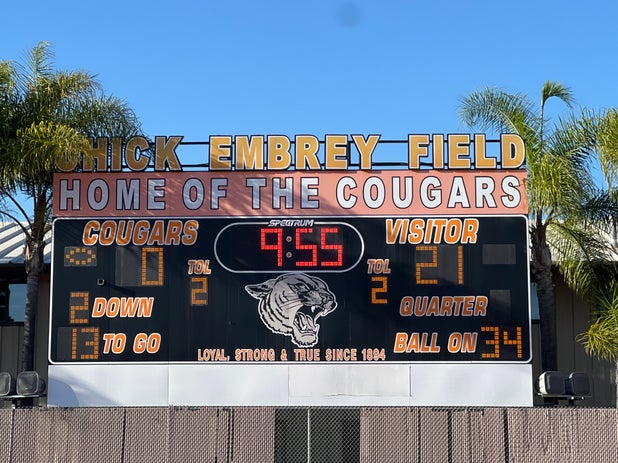 CHICK EMBREY FIELD
HOME OF THE COUGARS
SPECTRUM
COUGARS 9:55 VISITOR
0 TOL 2 TOL 2 21
2 DOWN QUARTER
13 TO GO BALL ON 34
LOYAL, STRONG & TRUE SINCE 1894